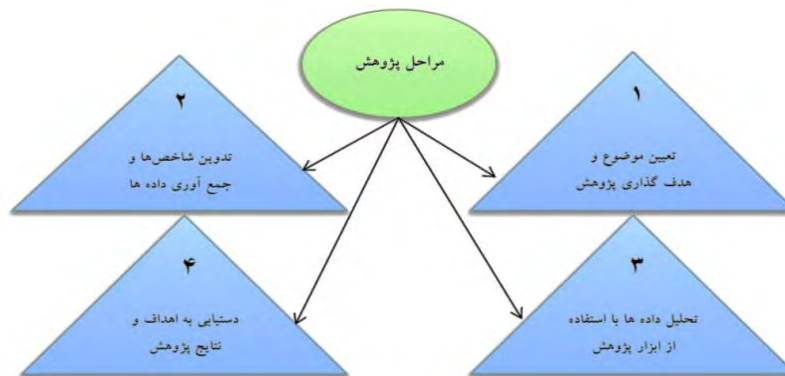 مراحل پژوهش
۱
تعیین موضوع و
هدف گذاری پژوهش
۲
تدوین شاخص‌ها و
جمع آوری داده ها
۳
تحلیل داده ها با استفاده
از ابزار پژوهش
۴
دستیابی به اهداف و
نتایج پژوهش